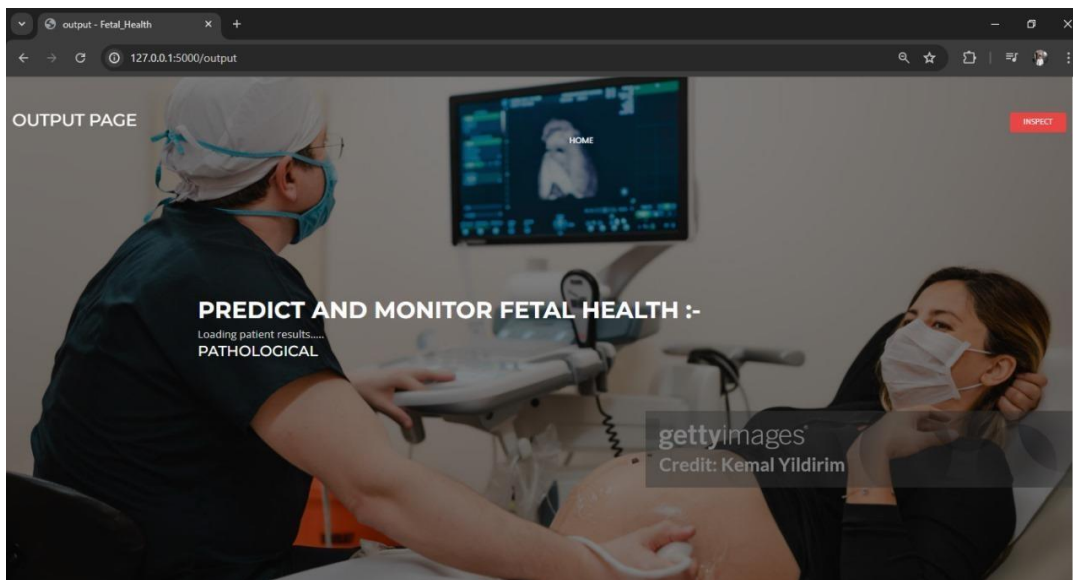 output - Fetal_Health
127.0.0.1:5000/output
OUTPUT PAGE
HOME
INSPECT
PREDICT AND MONITOR FETAL HEALTH :-
Loading patient results.....
PATHOLOGICAL
gettyimages
Credit: Kemal Yildirim